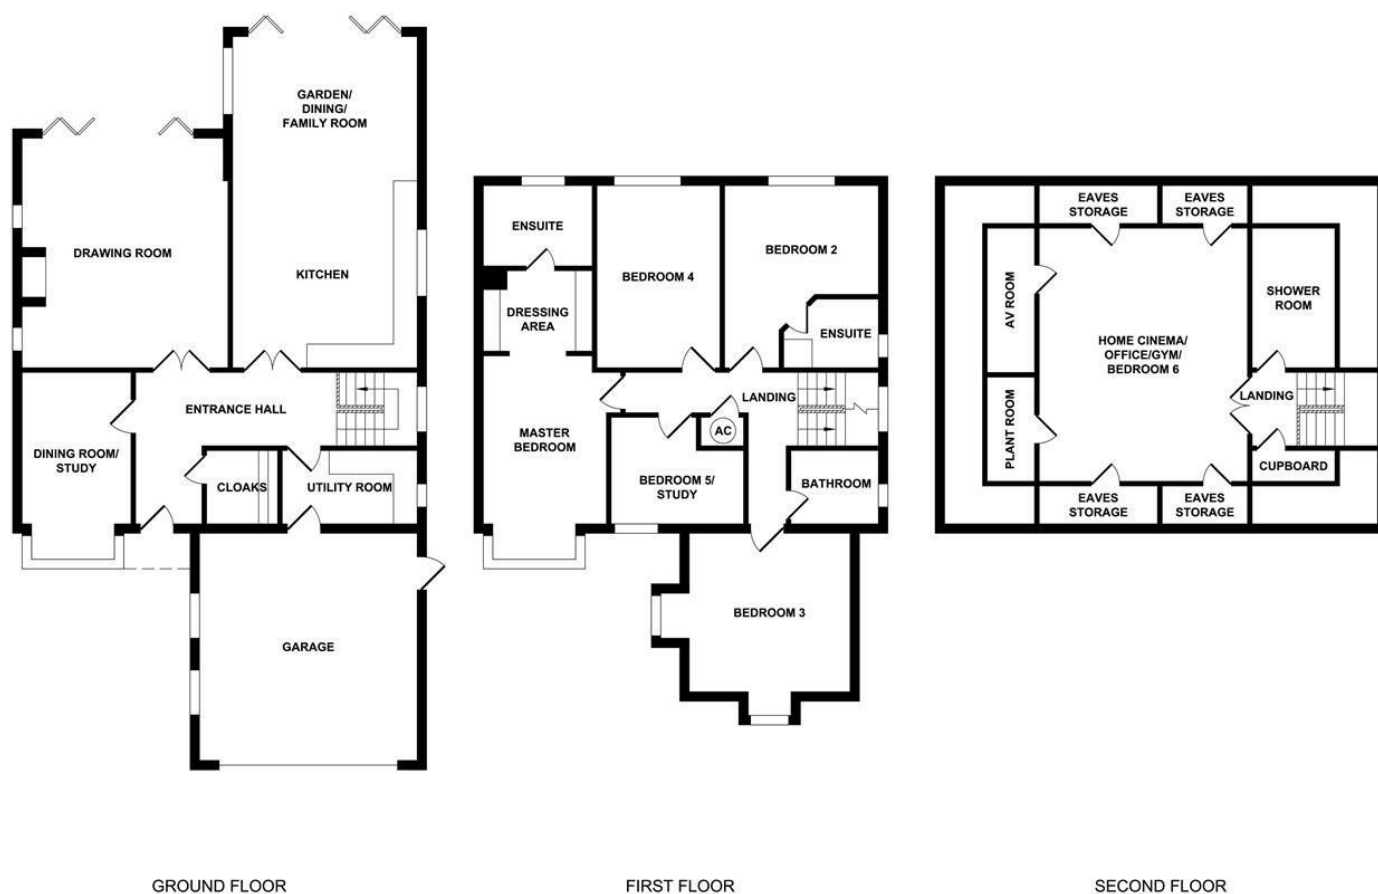 GARDEN/
DINING/
FAMILY ROOM
DRAWING ROOM
KITCHEN
ENTRANCE HALL
DINING ROOM/
STUDY
CLOAKS
UTILITY ROOM
GARAGE
GROUND FLOOR
ENSUITE
BEDROOM 4
BEDROOM 2
DRESSING
AREA
ENSUITE
LANDING
AC
MASTER
BEDROOM
BEDROOM 5/
STUDY
BATHROOM
BEDROOM 3
FIRST FLOOR
EAVES
STORAGE
EAVES
STORAGE
AV ROOM
SHOWER
ROOM
HOME CINEMA/
OFFICE/GYM/
BEDROOM 6
LANDING
PLANT ROOM
CUPBOARD
EAVES
STORAGE
EAVES
STORAGE
SECOND FLOOR